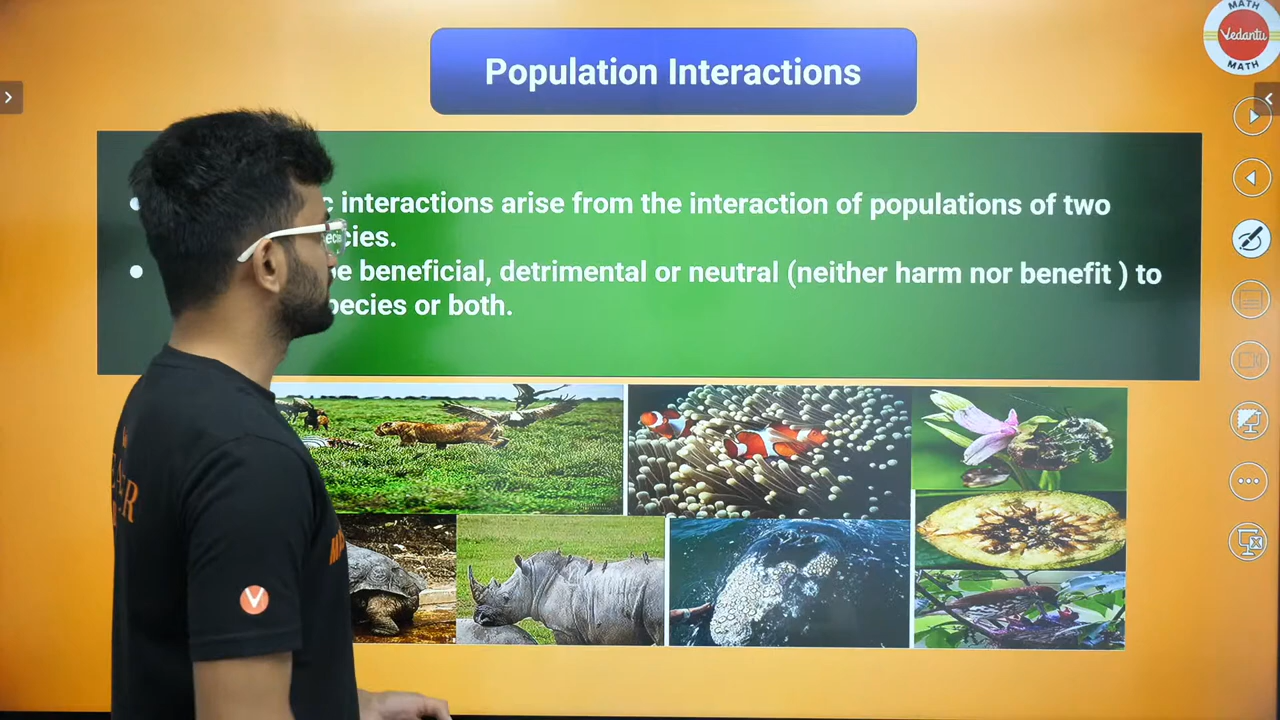 Population Interactions
MATH
Vedantu
MATH
interactions arise from the interaction of populations of two
cies.
be beneficial, detrimental or neutral (neither harm nor benefit ) to
pecies or both.
V